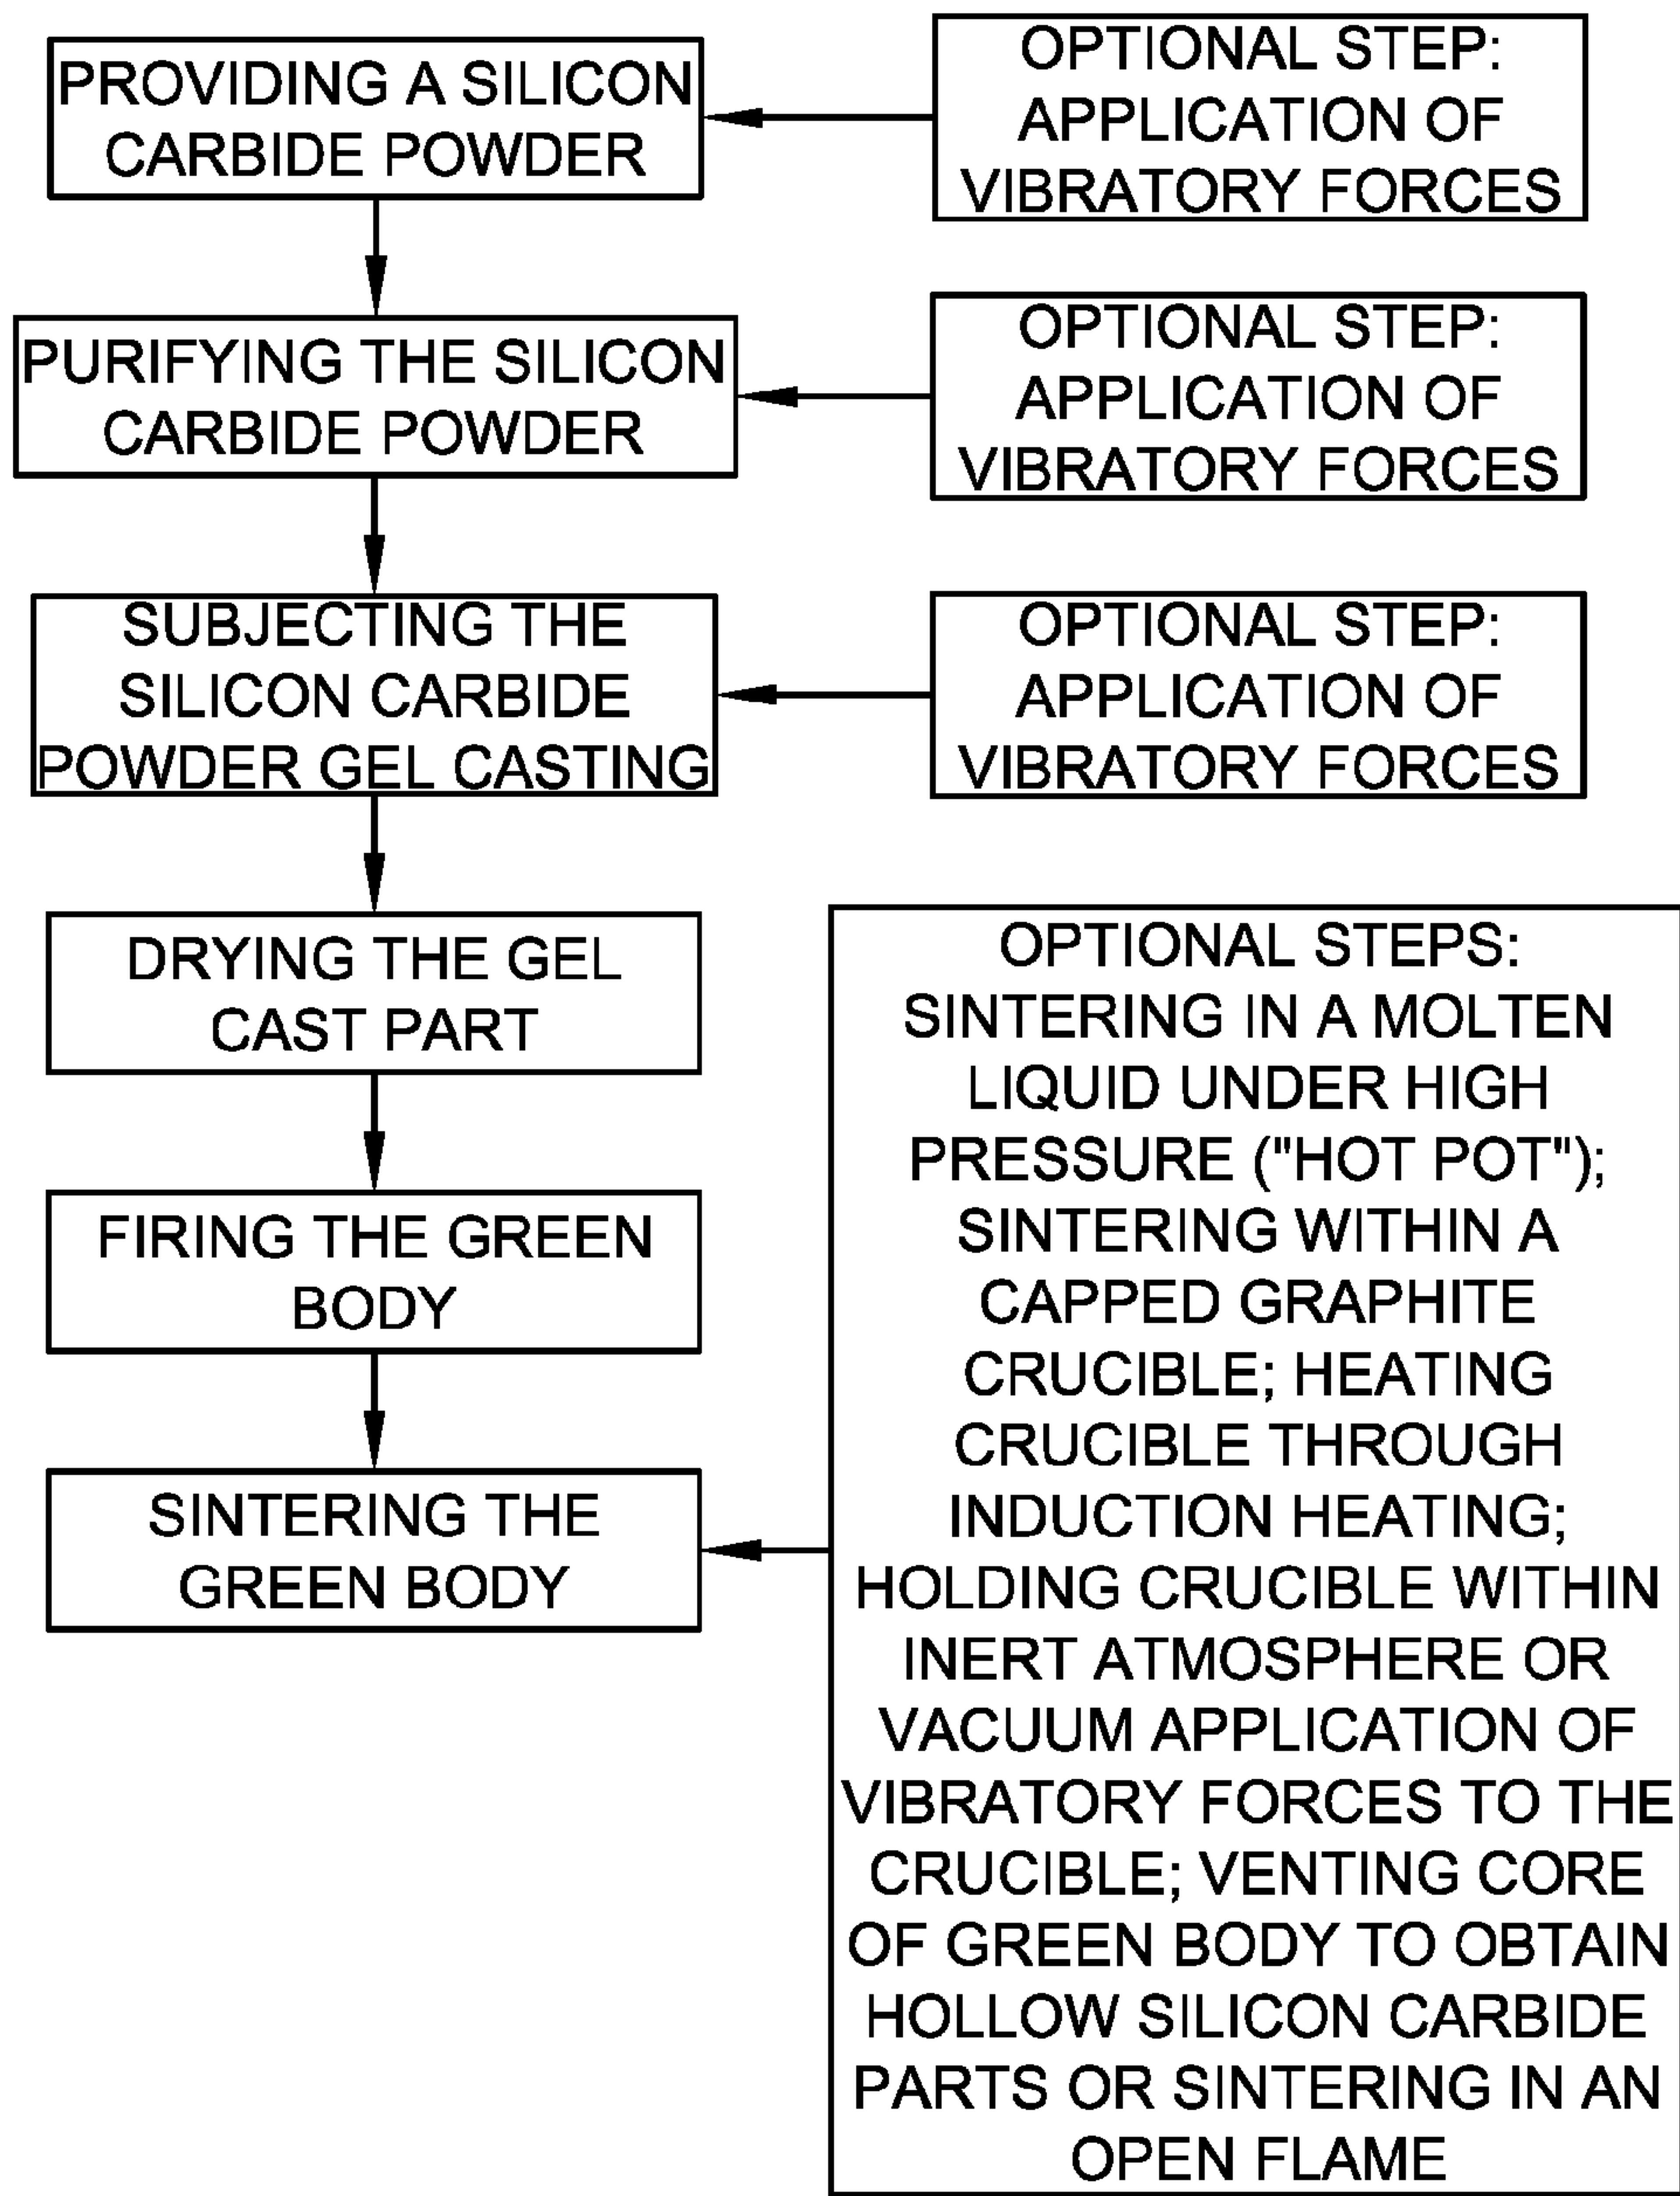 PROVIDING A SILICON
CARBIDE POWDER
OPTIONAL STEP:
APPLICATION OF
VIBRATORY FORCES
PURIFYING THE SILICON
CARBIDE POWDER
OPTIONAL STEP:
APPLICATION OF
VIBRATORY FORCES
SUBJECTING THE
SILICON CARBIDE
POWDER GEL CASTING
OPTIONAL STEP:
APPLICATION OF
VIBRATORY FORCES
DRYING THE GEL
CAST PART
FIRING THE GREEN
BODY
SINTERING THE
GREEN BODY
OPTIONAL STEPS:
SINTERING IN A MOLTEN
LIQUID UNDER HIGH
PRESSURE ("HOT POT");
SINTERING WITHIN A
CAPPED GRAPHITE
CRUCIBLE; HEATING
CRUCIBLE THROUGH
INDUCTION HEATING;
HOLDING CRUCIBLE WITHIN
INERT ATMOSPHERE OR
VACUUM APPLICATION OF
VIBRATORY FORCES TO THE
CRUCIBLE; VENTING CORE
OF GREEN BODY TO OBTAIN
HOLLOW SILICON CARBIDE
PARTS OR SINTERING IN AN
OPEN FLAME